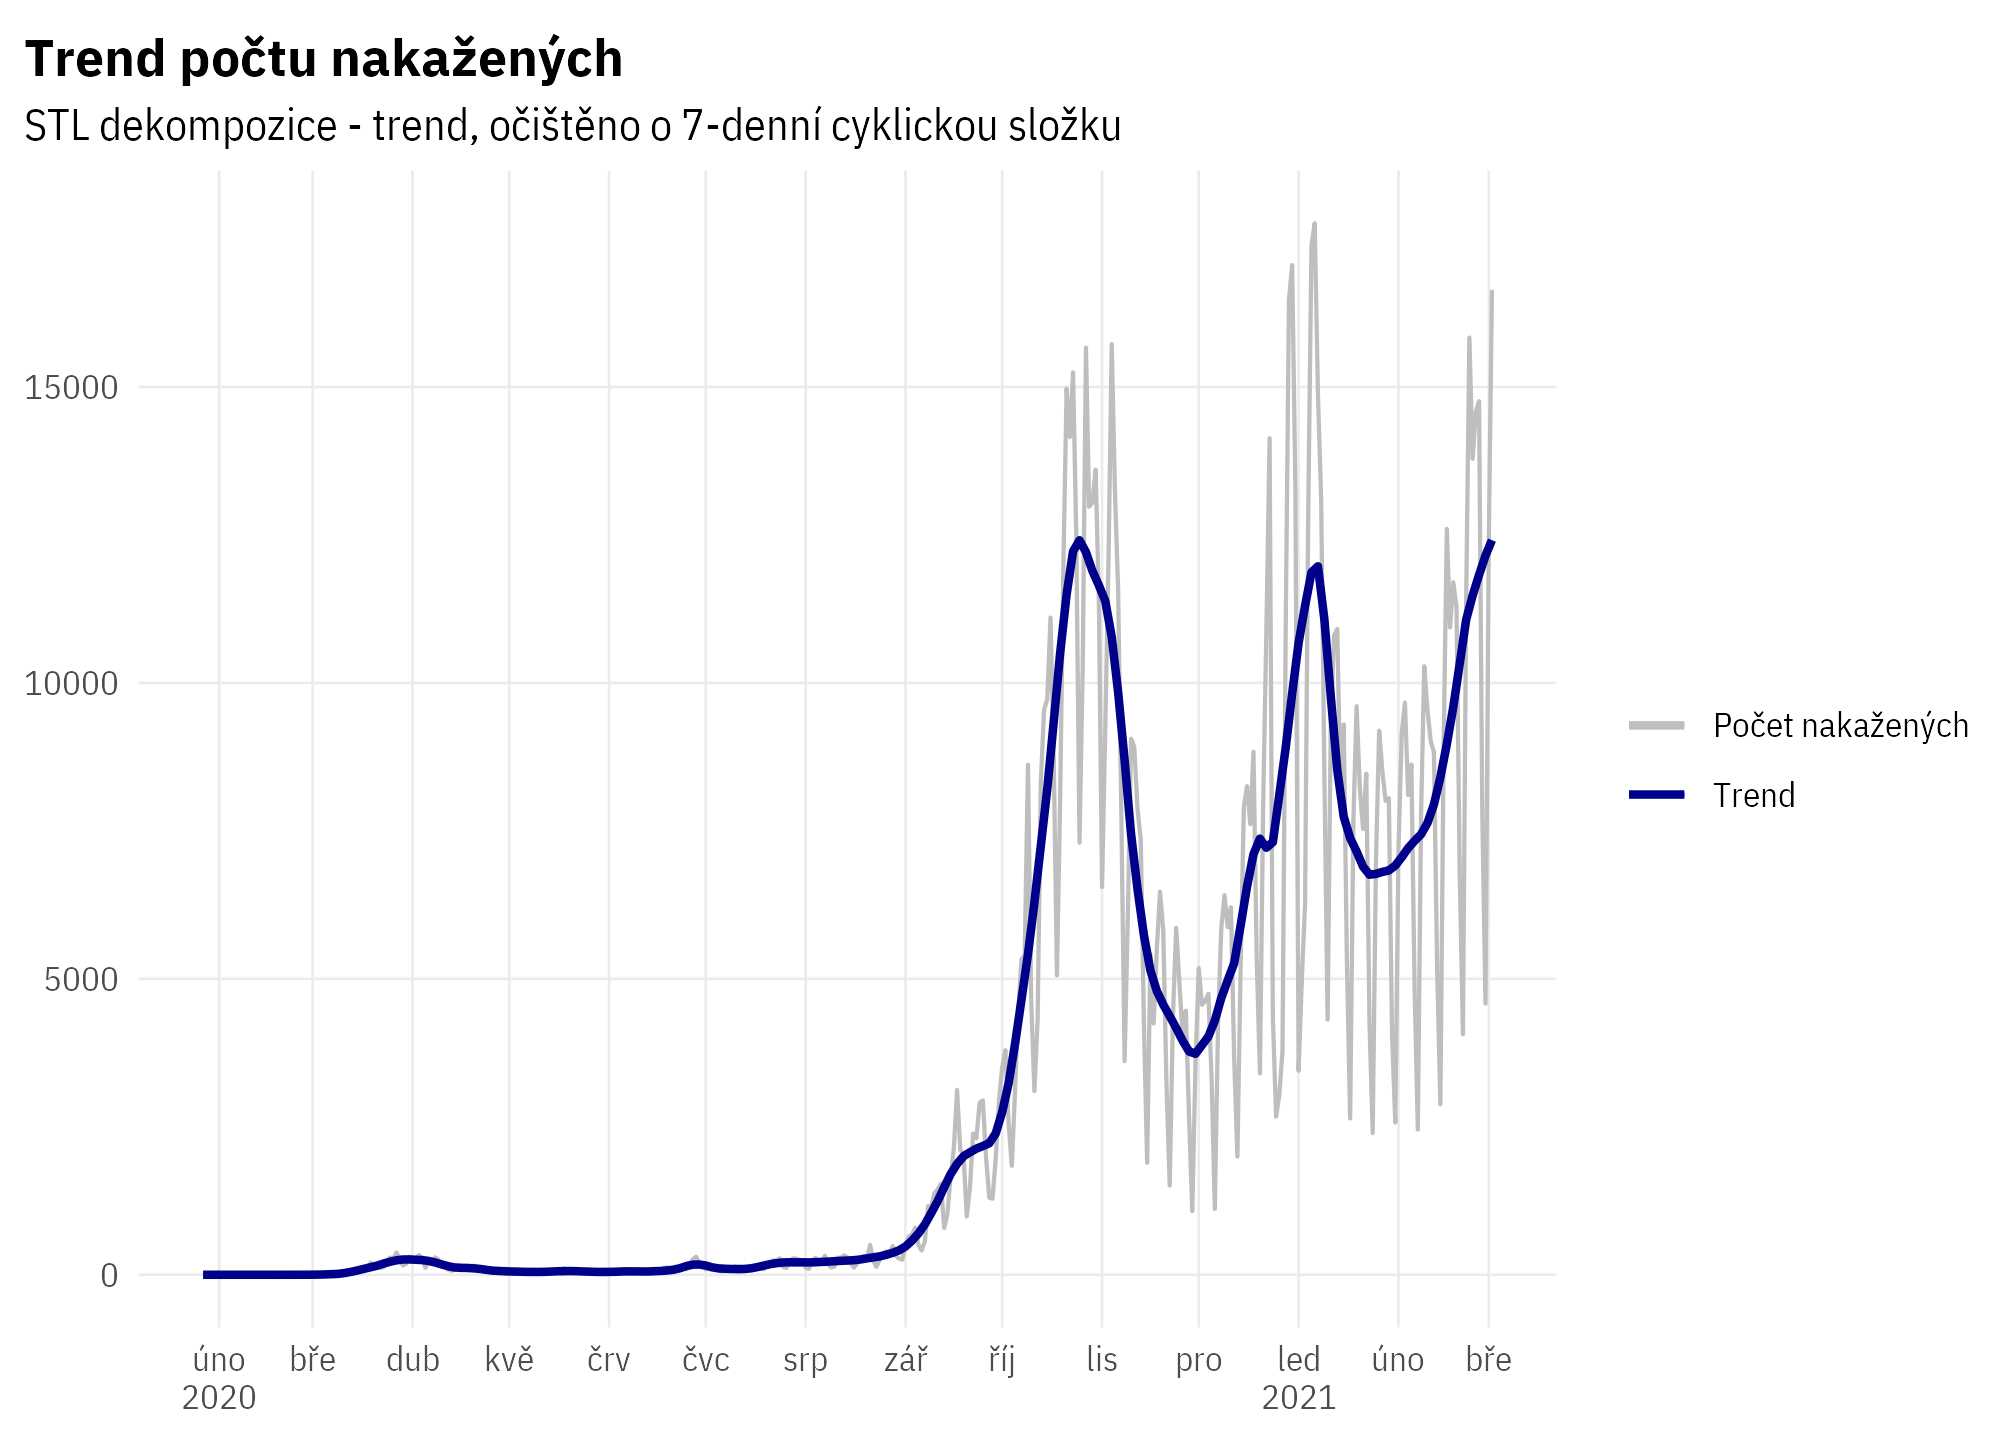 Trend počtu nakažených
STL dekompozice - trend, očištěno o 7-denní cyklickou složku
15000
10000
5000
0
úno bře dub kvě črv čvc srp zář říj lis pro led úno bře
2020 2021
Počet nakažených
Trend